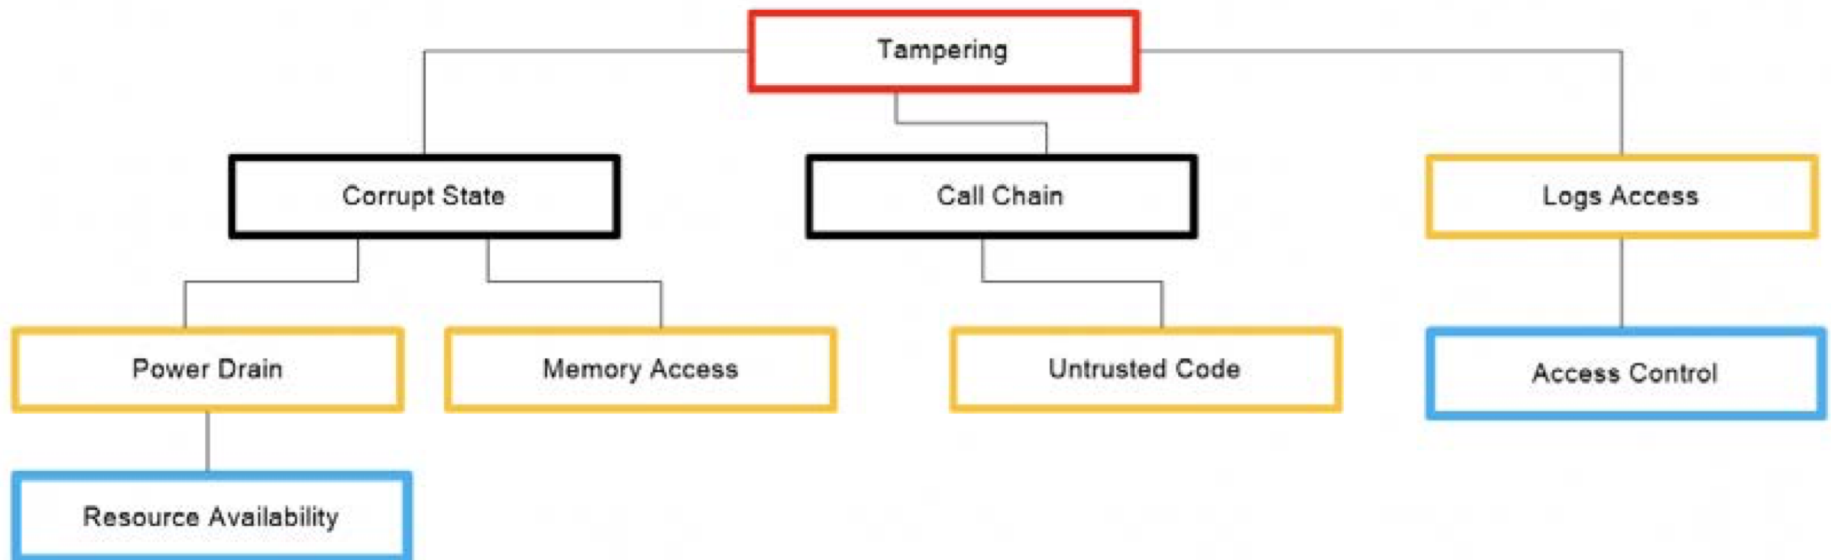 Tampering
Corrupt State
Call Chain
Logs Access
Power Drain
Memory Access
Untrusted Code
Access Control
Resource Availability